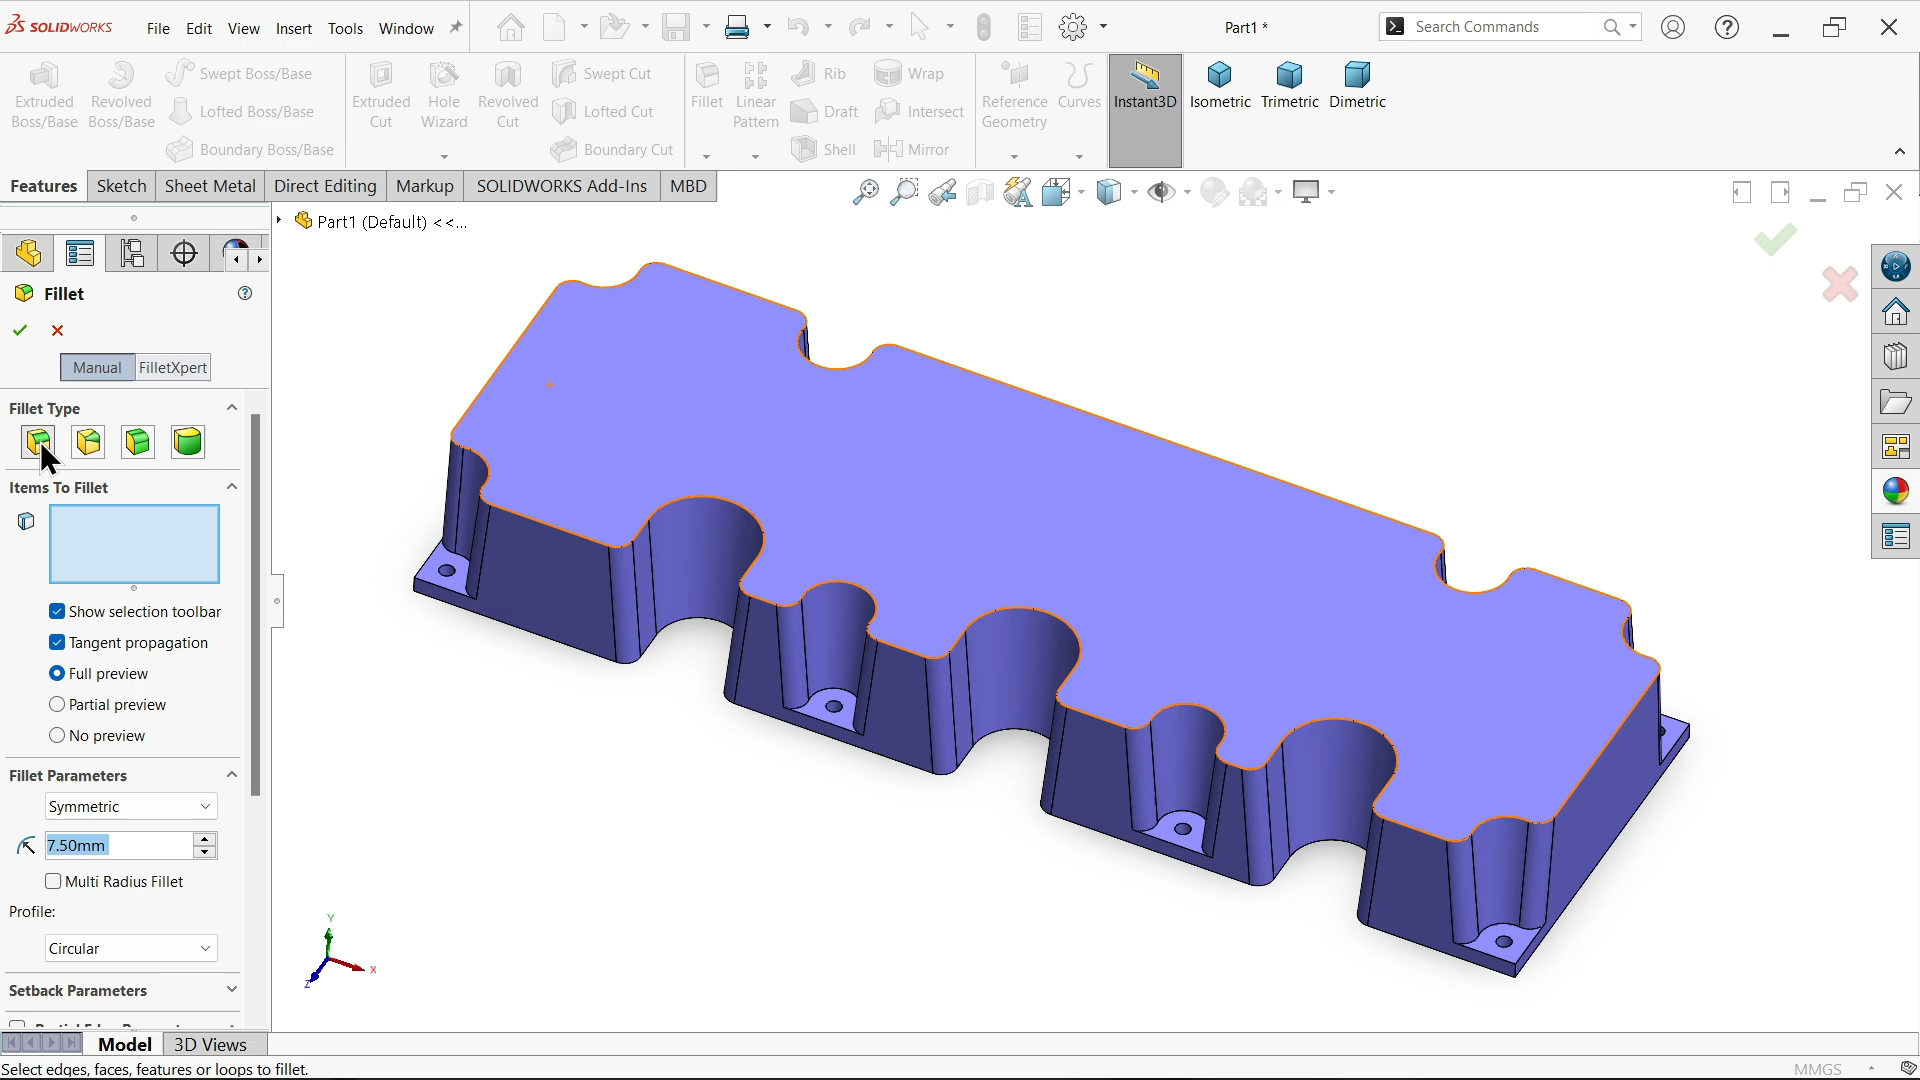 SOLIDWORKS File Edit View Insert Tools Window Part1 * Search Commands
Extruded Boss/Base
Revolved Boss/Base
Swept Boss/Base
Lofted Boss/Base
Boundary Boss/Base
Extruded Cut
Hole Wizard
Revolved Cut
Swept Cut
Lofted Cut
Boundary Cut
Fillet
Linear Pattern
Rib
Draft
Shell
Wrap
Intersect
Mirror
Reference Geometry
Curves
Instant3D
Isometric
Trimetric
Dimetric
Features Sketch Sheet Metal Direct Editing Markup SOLIDWORKS Add-Ins MBD
Part1 (Default) <<...
Fillet
Manual FilletXpert
Fillet Type
Items To Fillet
Show selection toolbar
Tangent propagation
Full preview
Partial preview
No preview
Fillet Parameters
Symmetric
7.50mm
Multi Radius Fillet
Profile:
Circular
Setback Parameters
Y
X
Z
Model 3D Views
Select edges, faces, features or loops to fillet.
MMGS